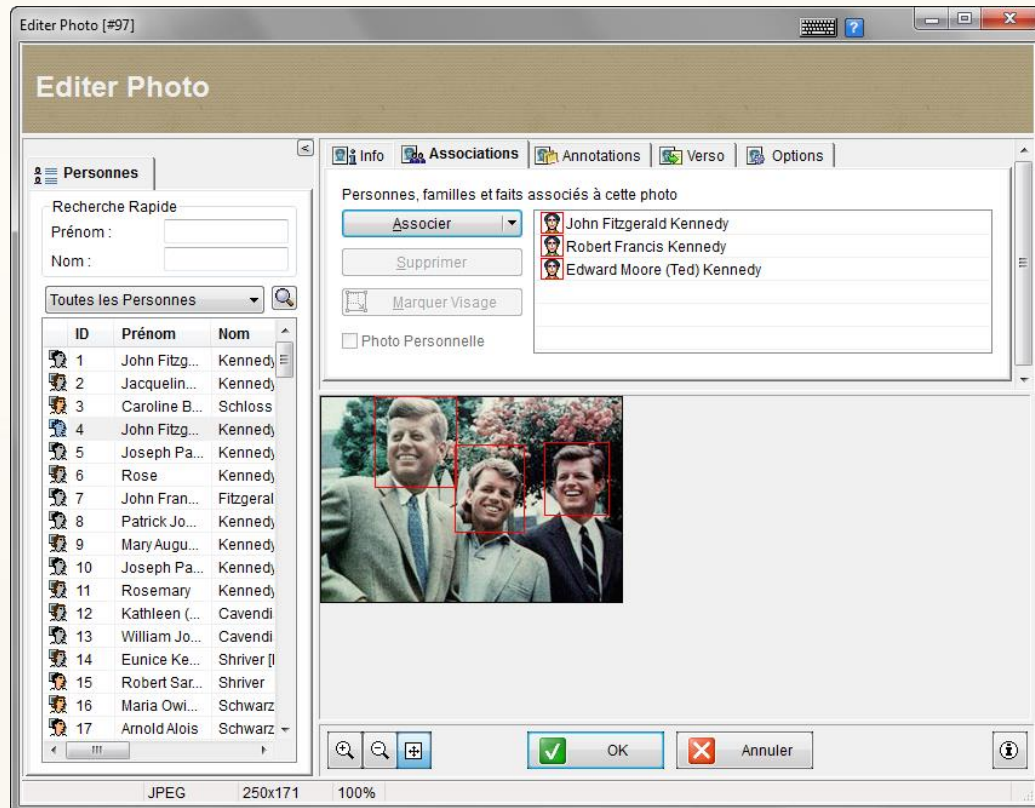 Editer Photo [#97]
Editer Photo
Personnes
Recherche Rapide
Prénom :
Nom :
Toutes les Personnes
ID Prénom Nom
1 John Fitzg... Kennedy
2 Jacquelin... Kennedy
3 Caroline B... Schloss
4 John Fitzg... Kennedy
5 Joseph Pa... Kennedy
6 Rose Kennedy
7 John Fran... Fitzgeral
8 Patrick Jo... Kennedy
9 Mary Augu... Kennedy
10 Joseph Pa... Kennedy
11 Rosemary Kennedy
12 Kathleen (... Cavendi
13 William Jo... Cavendi
14 Eunice Ke... Shriver [
15 Robert Sar... Shriver
16 Maria Owi... Schwarz
17 Arnold Alois Schwarz
Info Associations Annotations Verso Options
Personnes, familles et faits associés à cette photo
Associer
Supprimer
Marquer Visage
Photo Personnelle
John Fitzgerald Kennedy
Robert Francis Kennedy
Edward Moore (Ted) Kennedy
OK Annuler
JPEG 250x171 100%